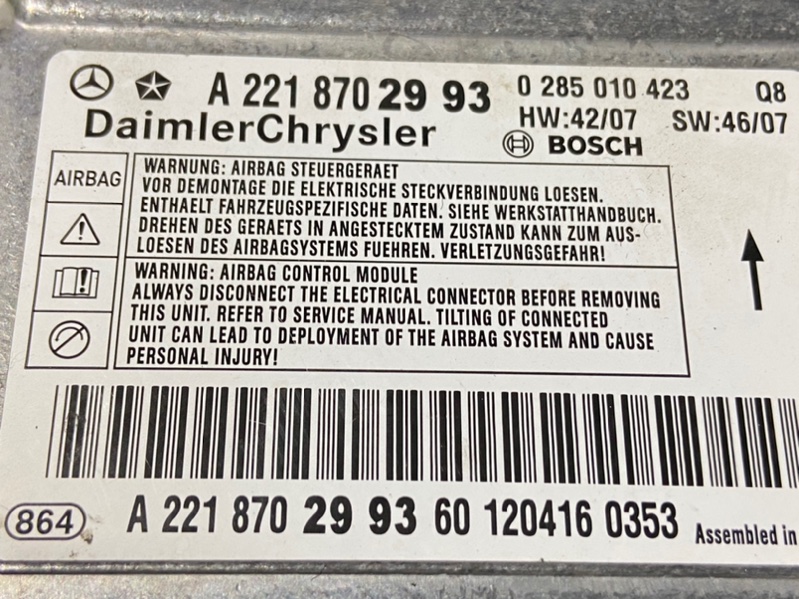 A 221 870 29 93 0 285 010 423 Q8
DaimlerChrysler HW:42/07 SW:46/07
BOSCH
AIRBAG
WARNUNG: AIRBAG STEUERGERAET
VOR DEMONTAGE DIE ELEKTRISCHE STECKVERBINDUNG LOESEN.
ENTHAELT FAHRZEUGSPEZIFISCHE DATEN. SIEHE WERKSTATTHANDBUCH.
DREHEN DES GERAETS IN ANGESTECKTEM ZUSTAND KANN ZUM AUS-
LOESEN DES AIRBAGSYSTEMS FUEHREN. VERLETZUNGSGEFAHR!
WARNING: AIRBAG CONTROL MODULE
ALWAYS DISCONNECT THE ELECTRICAL CONNECTOR BEFORE REMOVING
THIS UNIT. REFER TO SERVICE MANUAL. TILTING OF CONNECTED
UNIT CAN LEAD TO DEPLOYMENT OF THE AIRBAG SYSTEM AND CAUSE
PERSONAL INJURY!
864 A 221 870 29 93 60 120416 0353 Assembled in